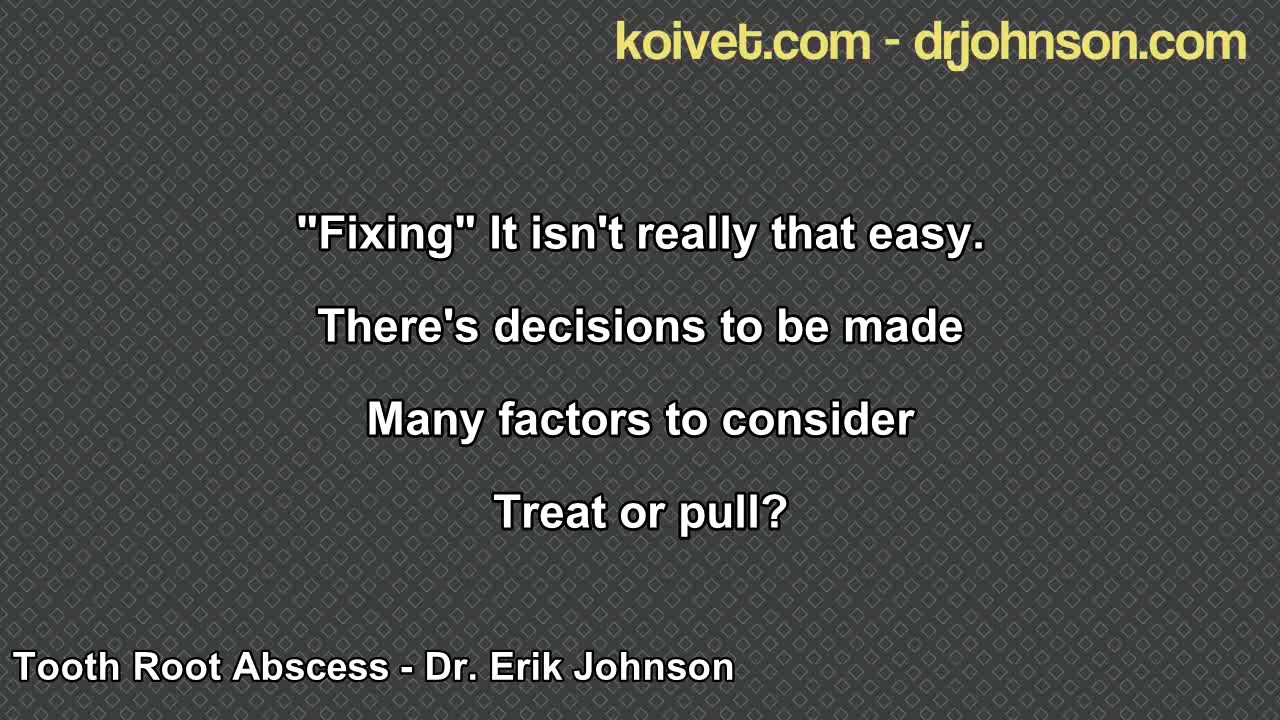 koivet.com - drjohnson.com
"Fixing" It isn't really that easy.
There's decisions to be made
Many factors to consider
Treat or pull?
Tooth Root Abscess - Dr. Erik Johnson